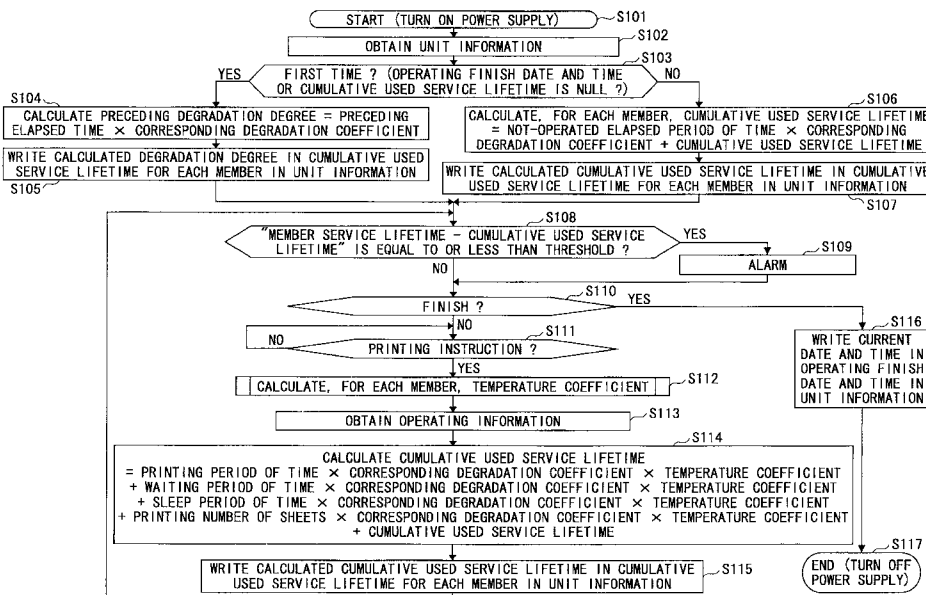 START (TURN ON POWER SUPPLY)
S101
S102
OBTAIN UNIT INFORMATION
S103
FIRST TIME ? (OPERATING FINISH DATE AND TIME
OR CUMULATIVE USED SERVICE LIFETIME IS NULL ?)
YES
NO
S104
CALCULATE PRECEDING DEGRADATION DEGREE = PRECEDING
ELAPSED TIME × CORRESPONDING DEGRADATION COEFFICIENT
WRITE CALCULATED DEGRADATION DEGREE IN CUMULATIVE USED
SERVICE LIFETIME FOR EACH MEMBER IN UNIT INFORMATION
S105
S106
CALCULATE, FOR EACH MEMBER, CUMULATIVE USED SERVICE LIFETIME
= NOT-OPERATED ELAPSED PERIOD OF TIME × CORRESPONDING
DEGRADATION COEFFICIENT + CUMULATIVE USED SERVICE LIFETIME
WRITE CALCULATED CUMULATIVE USED SERVICE LIFETIME IN CUMULATIVE
USED SERVICE LIFETIME FOR EACH MEMBER IN UNIT INFORMATION
S107
S108
"MEMBER SERVICE LIFETIME - CUMULATIVE USED SERVICE
LIFETIME" IS EQUAL TO OR LESS THAN THRESHOLD ?
YES
S109
ALARM
NO
S110
FINISH ?
YES
NO
S111
PRINTING INSTRUCTION ?
NO
YES
S112
CALCULATE, FOR EACH MEMBER, TEMPERATURE COEFFICIENT
S113
OBTAIN OPERATING INFORMATION
S114
CALCULATE CUMULATIVE USED SERVICE LIFETIME
= PRINTING PERIOD OF TIME × CORRESPONDING DEGRADATION COEFFICIENT × TEMPERATURE COEFFICIENT
+ WAITING PERIOD OF TIME × CORRESPONDING DEGRADATION COEFFICIENT × TEMPERATURE COEFFICIENT
+ SLEEP PERIOD OF TIME × CORRESPONDING DEGRADATION COEFFICIENT × TEMPERATURE COEFFICIENT
+ PRINTING NUMBER OF SHEETS × CORRESPONDING DEGRADATION COEFFICIENT × TEMPERATURE COEFFICIENT
+ CUMULATIVE USED SERVICE LIFETIME
WRITE CALCULATED CUMULATIVE USED SERVICE LIFETIME IN CUMULATIVE
USED SERVICE LIFETIME FOR EACH MEMBER IN UNIT INFORMATION
S115
S116
WRITE CURRENT
DATE AND TIME IN
OPERATING FINISH
DATE AND TIME IN
UNIT INFORMATION
S117
END (TURN OFF
POWER SUPPLY)